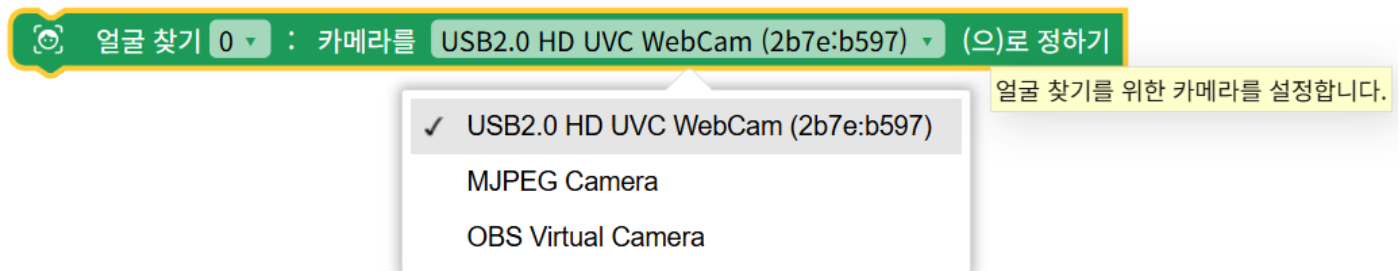 얼굴 찾기 0 : 카메라를 USB2.0 HD UVC WebCam (2b7e:b597) (으)로 정하기
얼굴 찾기를 위한 카메라를 설정합니다.
✓ USB2.0 HD UVC WebCam (2b7e:b597)
MJPEG Camera
OBS Virtual Camera